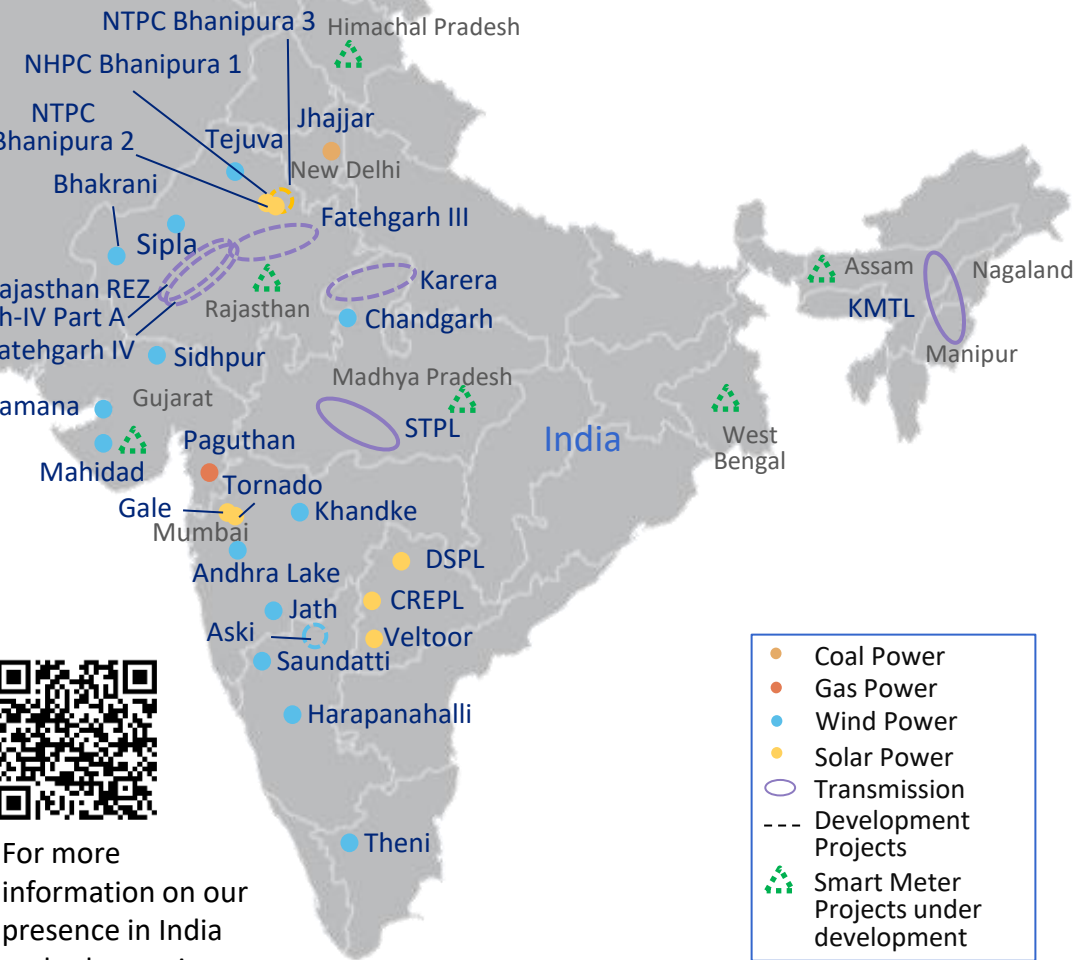 NTPC Bhanipura 3
Himachal Pradesh
NHPC Bhanipura 1
NTPC
Bhanipura 2
Jhajjar
Tejuva
New Delhi
Bhakrani
Fatehgarh III
Sipla
Rajasthan REZ
Ph-IV Part A
Fatehgarh IV
Rajasthan
Karera
Chandgarh
Assam
Nagaland
KMTL
Manipur
Sidhpur
Madhya Pradesh
Gujarat
amana
Mahidad
Paguthan
STPL
India
West
Bengal
Tornado
Gale
Mumbai
Khandke
Andhra Lake
DSPL
CREPL
Jath
Aski
Veltoor
Saundatti
Harapanahalli
Theni
Coal Power
Gas Power
Wind Power
Solar Power
Transmission
Development
Projects
Smart Meter
Projects under
development
For more
information on our
presence in India